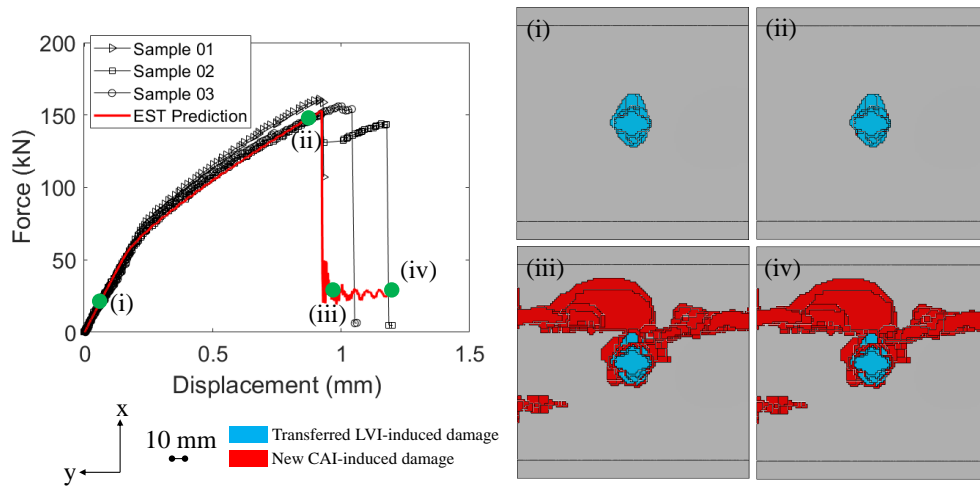 200
150
100
50
0
Force (kN)
Sample 01
Sample 02
Sample 03
EST Prediction
(i)
(ii)
(iii)
(iv)
0
0.5
1
1.5
Displacement (mm)
x
y
10 mm
Transferred LVI-induced damage
New CAI-induced damage
(i)
(ii)
(iii)
(iv)